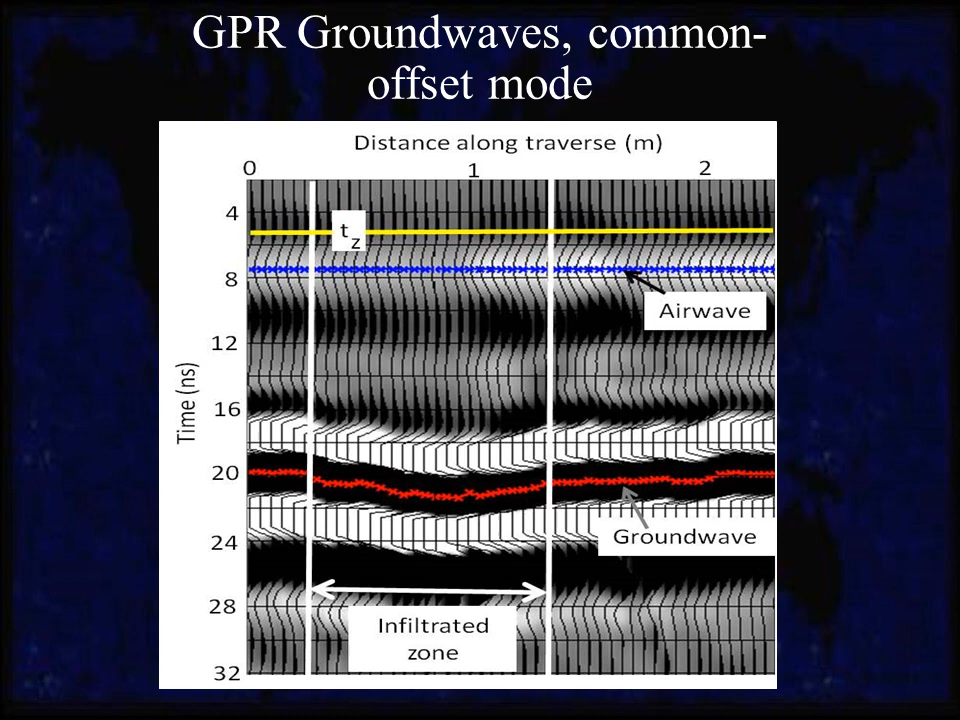 GPR Groundwaves, common-
offset mode
Distance along traverse (m)
0 1 2
4
t z
8
Airwave
12
Time (ns)
16
20
24
Groundwave
28
Infiltrated
zone
32